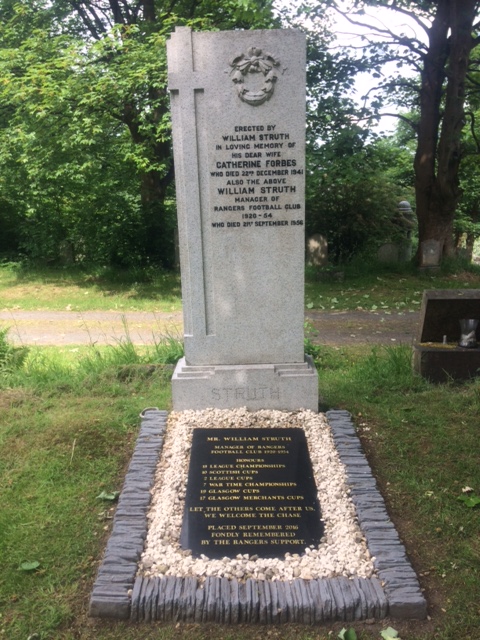 ERECTED BY
WILLIAM STRUTH
IN LOVING MEMORY OF
HIS DEAR WIFE
CATHERINE FORBES
WHO DIED 22ND DECEMBER 1941
ALSO THE ABOVE
WILLIAM STRUTH
MANAGER OF
RANGERS FOOTBALL CLUB
1920 - 54
WHO DIED 21ST SEPTEMBER 1956
STRUTH
MR. WILLIAM STRUTH
MANAGER OF RANGERS
FOOTBALL CLUB 1920-1954
HONOURS
18 LEAGUE CHAMPIONSHIPS
10 SCOTTISH CUPS
2 LEAGUE CUPS
7 WAR TIME CHAMPIONSHIPS
19 GLASGOW CUPS
17 GLASGOW MERCHANTS CUPS
LET THE OTHERS COME AFTER US,
WE WELCOME THE CHASE
PLACED SEPTEMBER 2016
FONDLY REMEMBERED
BY THE RANGERS SUPPORT.